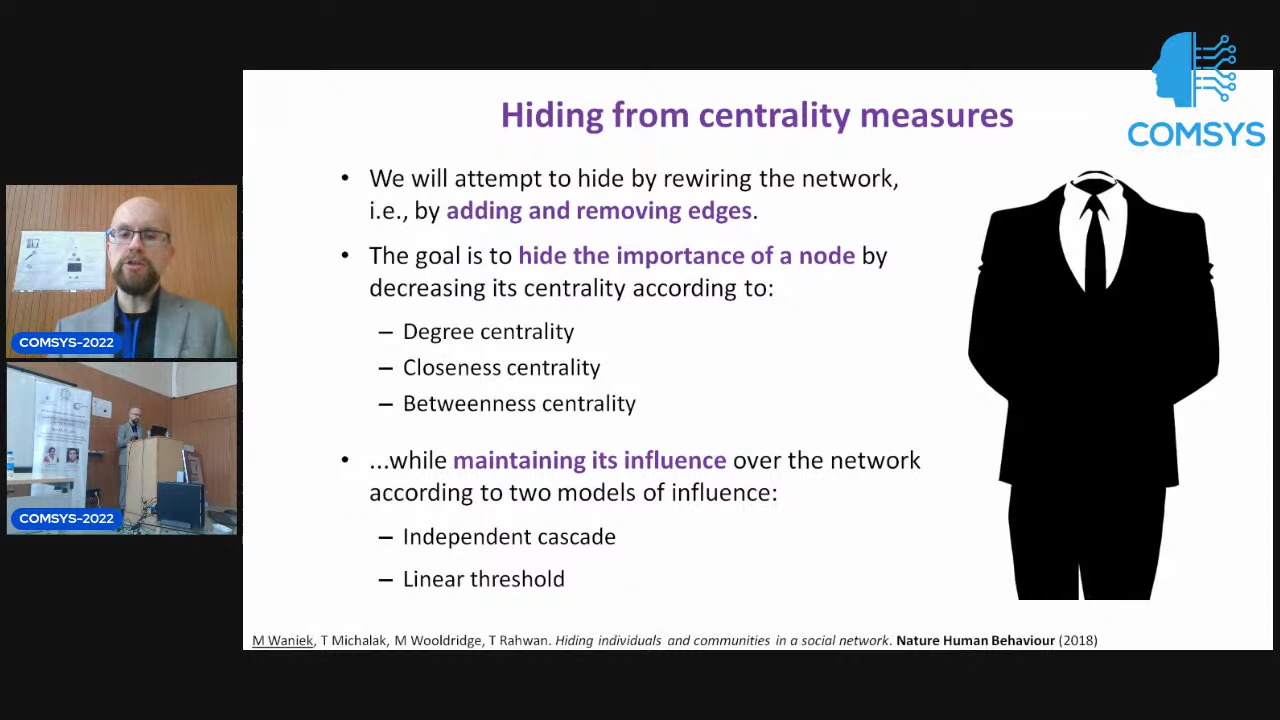 Hiding from centrality measures
COMSYS
• We will attempt to hide by rewiring the network,
i.e., by adding and removing edges.
• The goal is to hide the importance of a node by
decreasing its centrality according to:
– Degree centrality
– Closeness centrality
– Betweenness centrality
• ...while maintaining its influence over the network
according to two models of influence:
– Independent cascade
– Linear threshold
M Waniek, T Michalak, M Wooldridge, T Rahwan. Hiding individuals and communities in a social network. Nature Human Behaviour (2018)
COMSYS-2022
COMSYS-2022